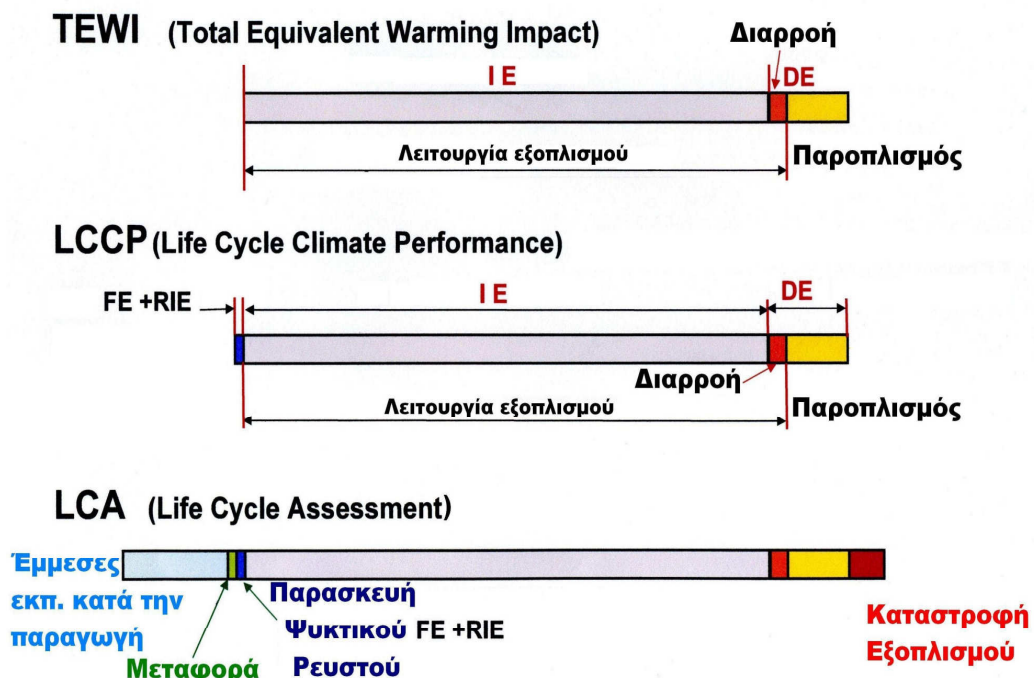 TEWI (Total Equivalent Warming Impact)
Διαρροή
I E
DE
Λειτουργία εξοπλισμού
Παροπλισμός
LCCP (Life Cycle Climate Performance)
FE +RIE
I E
DE
Διαρροή
Λειτουργία εξοπλισμού
Παροπλισμός
LCA (Life Cycle Assessment)
Έμμεσες
εκπ. κατά την
παραγωγή
Μεταφορά
Παρασκευή
Ψυκτικού FE +RIE
Ρευστού
Καταστροφή
Εξοπλισμού